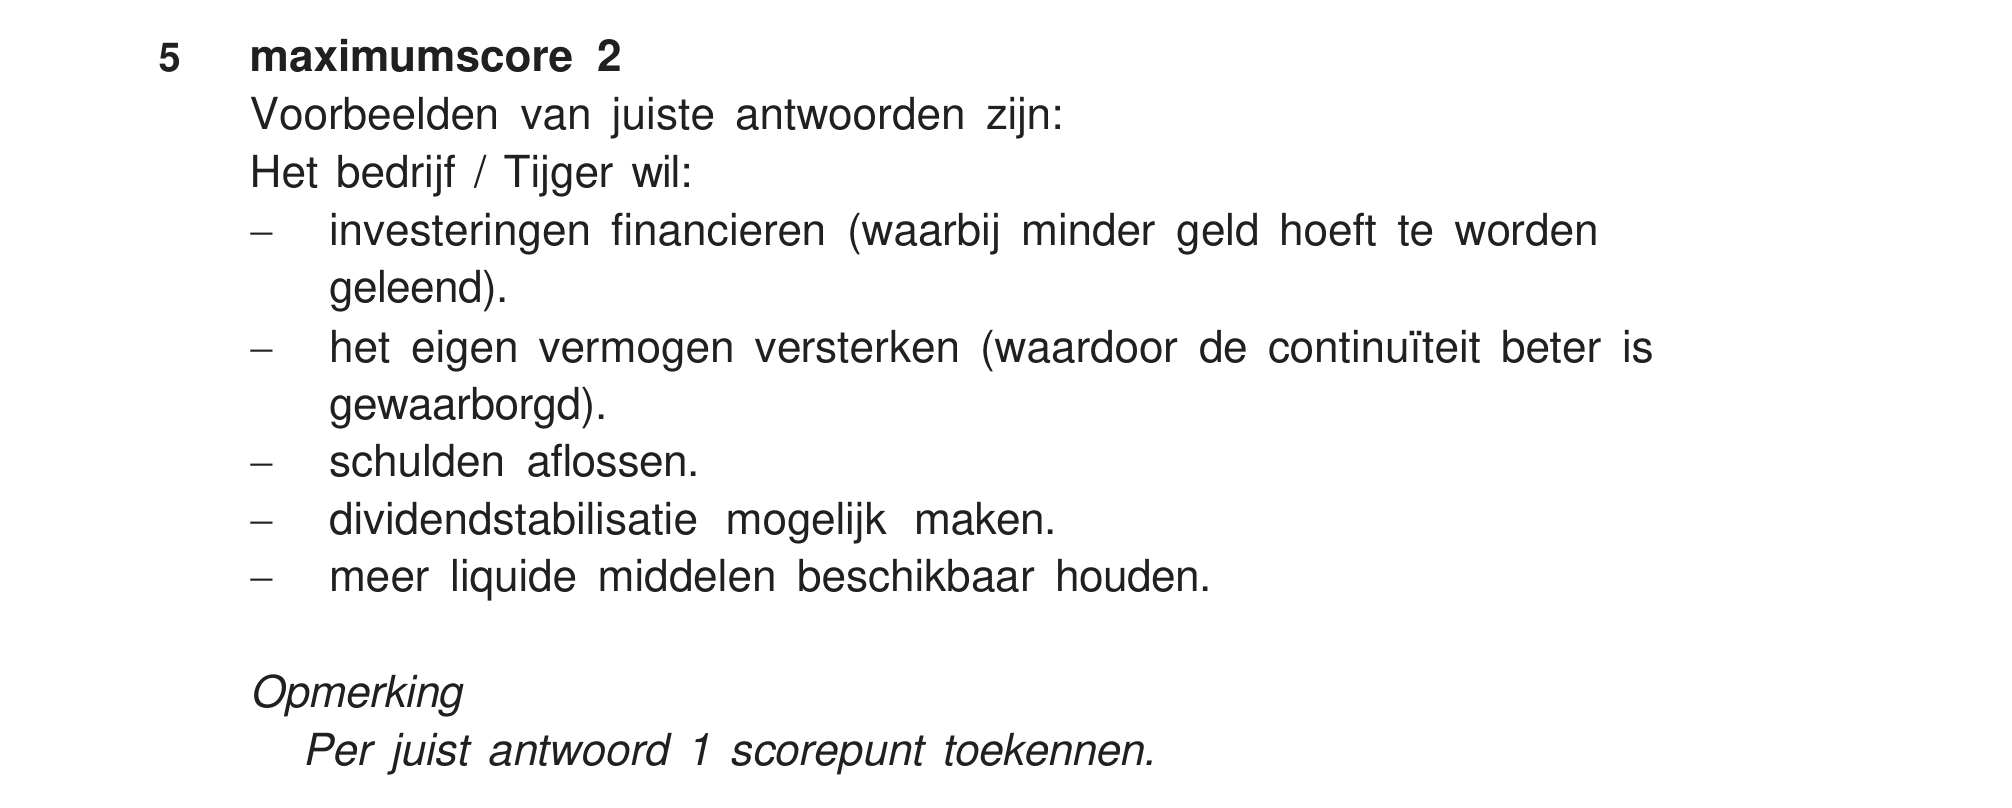 5 maximumscore 2
Voorbeelden van juiste antwoorden zijn:
Het bedrijf / Tijger wil:
– investeringen financieren (waarbij minder geld hoeft te worden
geleend).
– het eigen vermogen versterken (waardoor de continuïteit beter is
gewaarborgd).
– schulden aflossen.
– dividendstabilisatie mogelijk maken.
– meer liquide middelen beschikbaar houden.
Opmerking
Per juist antwoord 1 scorepunt toekennen.